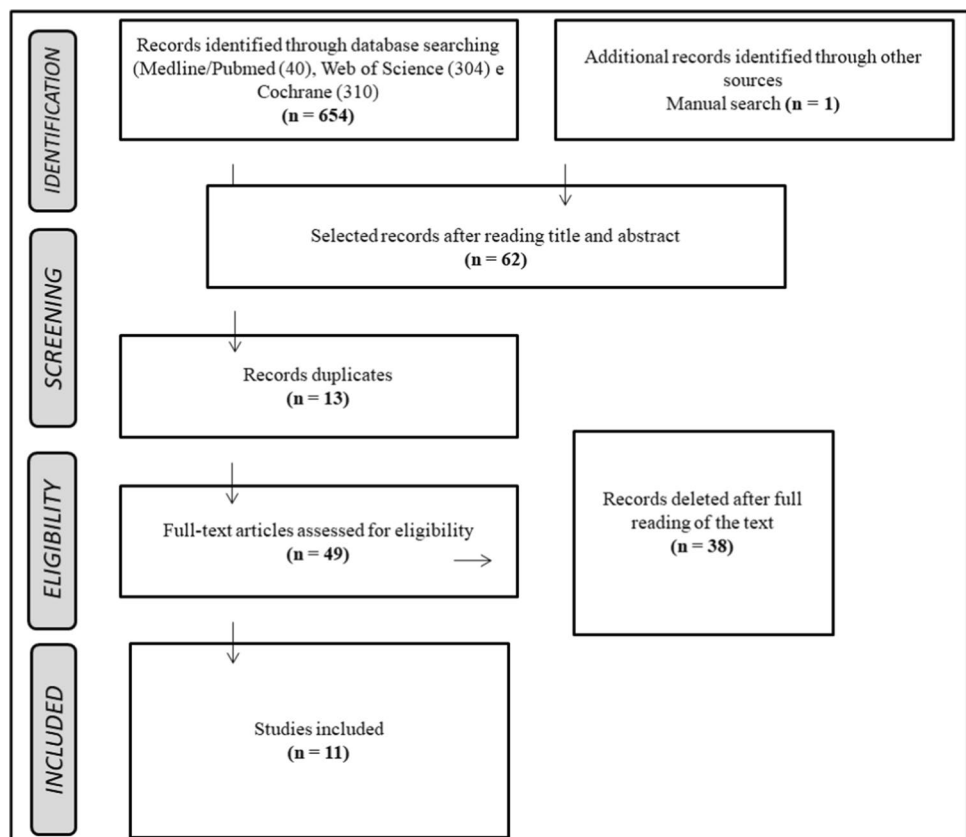 IDENTIFICATION
Records identified through database searching
(Medline/Pubmed (40), Web of Science (304) e
Cochrane (310)
(n = 654)
Additional records identified through other
sources
Manual search (n = 1)
SCREENING
Selected records after reading title and abstract
(n = 62)
Records duplicates
(n = 13)
ELIGIBILITY
Full-text articles assessed for eligibility
(n = 49)
Records deleted after full
reading of the text
(n = 38)
INCLUDED
Studies included
(n = 11)